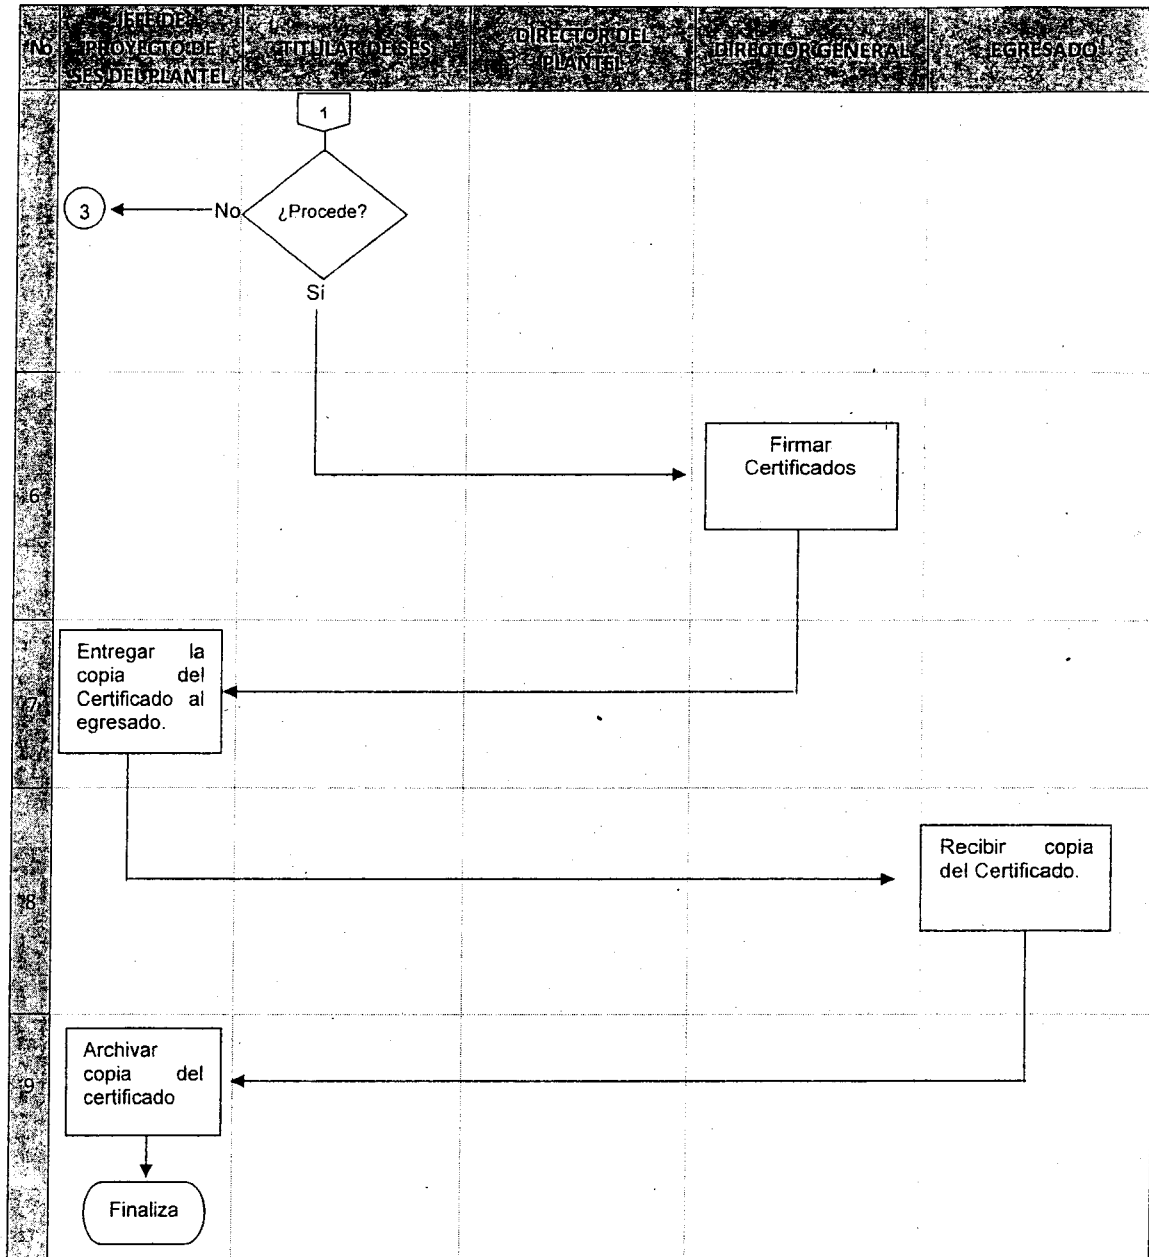 No
JEFE DE
PROYECTO DE
SES DEL PLANTEL
TITULAR DE SES
DIRECTOR DEL
PLANTEL
DIRECTOR GENERAL
EGRESADO
1
3
No
¿Procede?
Si
Firmar
Certificados
6
Entregar la
copia del
Certificado al
egresado.
7
Recibir copia
del Certificado.
8
Archivar
copia del
certificado
9
Finaliza